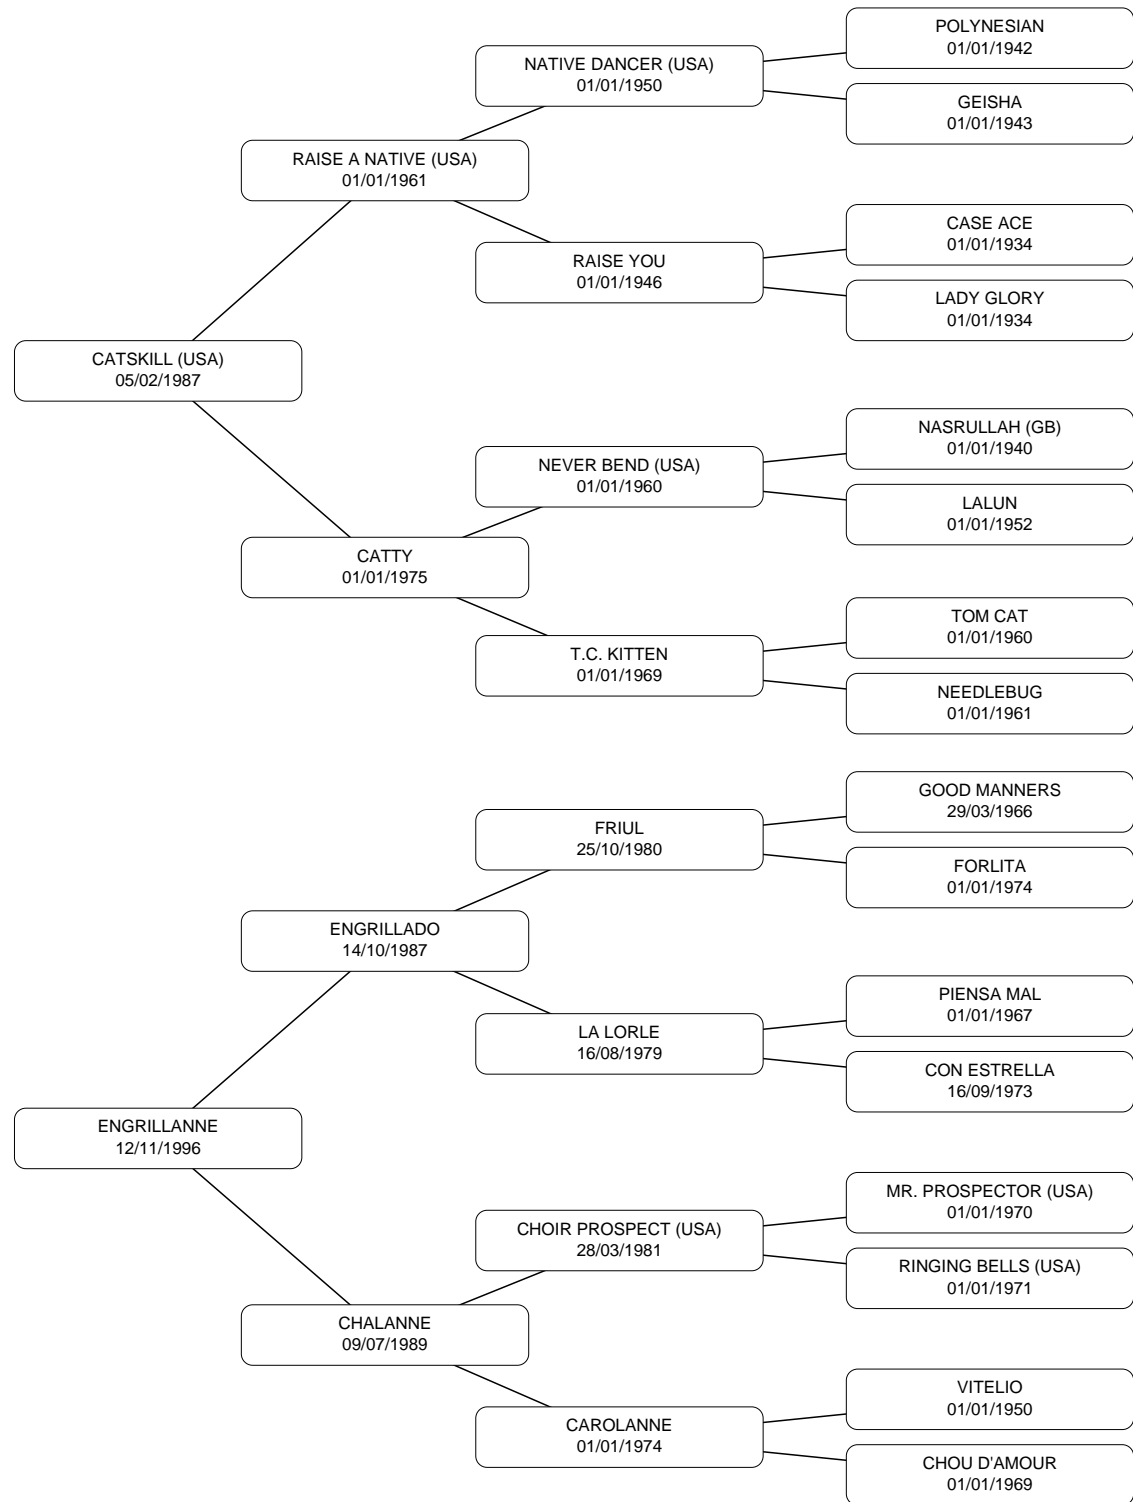 POLYNESIAN
01/01/1942
NATIVE DANCER (USA)
01/01/1950
GEISHA
01/01/1943
RAISE A NATIVE (USA)
01/01/1961
CASE ACE
01/01/1934
RAISE YOU
01/01/1946
LADY GLORY
01/01/1934
CATSKILL (USA)
05/02/1987
NASRULLAH (GB)
01/01/1940
NEVER BEND (USA)
01/01/1960
LALUN
01/01/1952
CATTY
01/01/1975
TOM CAT
01/01/1960
T.C. KITTEN
01/01/1969
NEEDLEBUG
01/01/1961
GOOD MANNERS
29/03/1966
FRIUL
25/10/1980
FORLITA
01/01/1974
ENGRILLADO
14/10/1987
PIENSA MAL
01/01/1967
LA LORLE
16/08/1979
CON ESTRELLA
16/09/1973
ENGRILLANNE
12/11/1996
MR. PROSPECTOR (USA)
01/01/1970
CHOIR PROSPECT (USA)
28/03/1981
RINGING BELLS (USA)
01/01/1971
CHALANNE
09/07/1989
VITELIO
01/01/1950
CAROLANNE
01/01/1974
CHOU D'AMOUR
01/01/1969